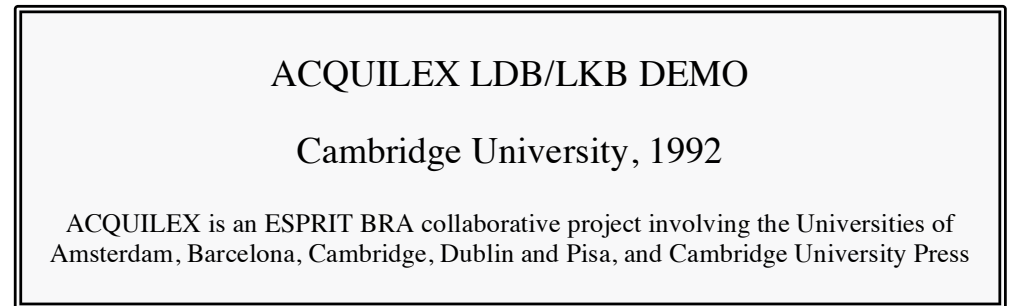 ACQUILEX LDB/LKB DEMO
Cambridge University, 1992
ACQUILEX is an ESPRIT BRA collaborative project involving the Universities of
Amsterdam, Barcelona, Cambridge, Dublin and Pisa, and Cambridge University Press